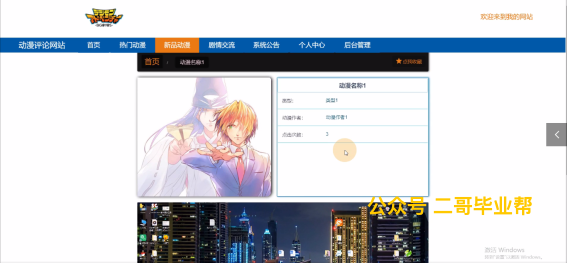 欢迎来到我的网站
动漫评论网站 首页 热门动漫 新品动漫 剧情交流 系统公告 个人中心 后台管理
首页 动漫名称1
动漫名称1
类型: 类型1
动漫作者: 动漫作者1
点击次数: 3
公众号 二哥毕业帮
激活 Windows